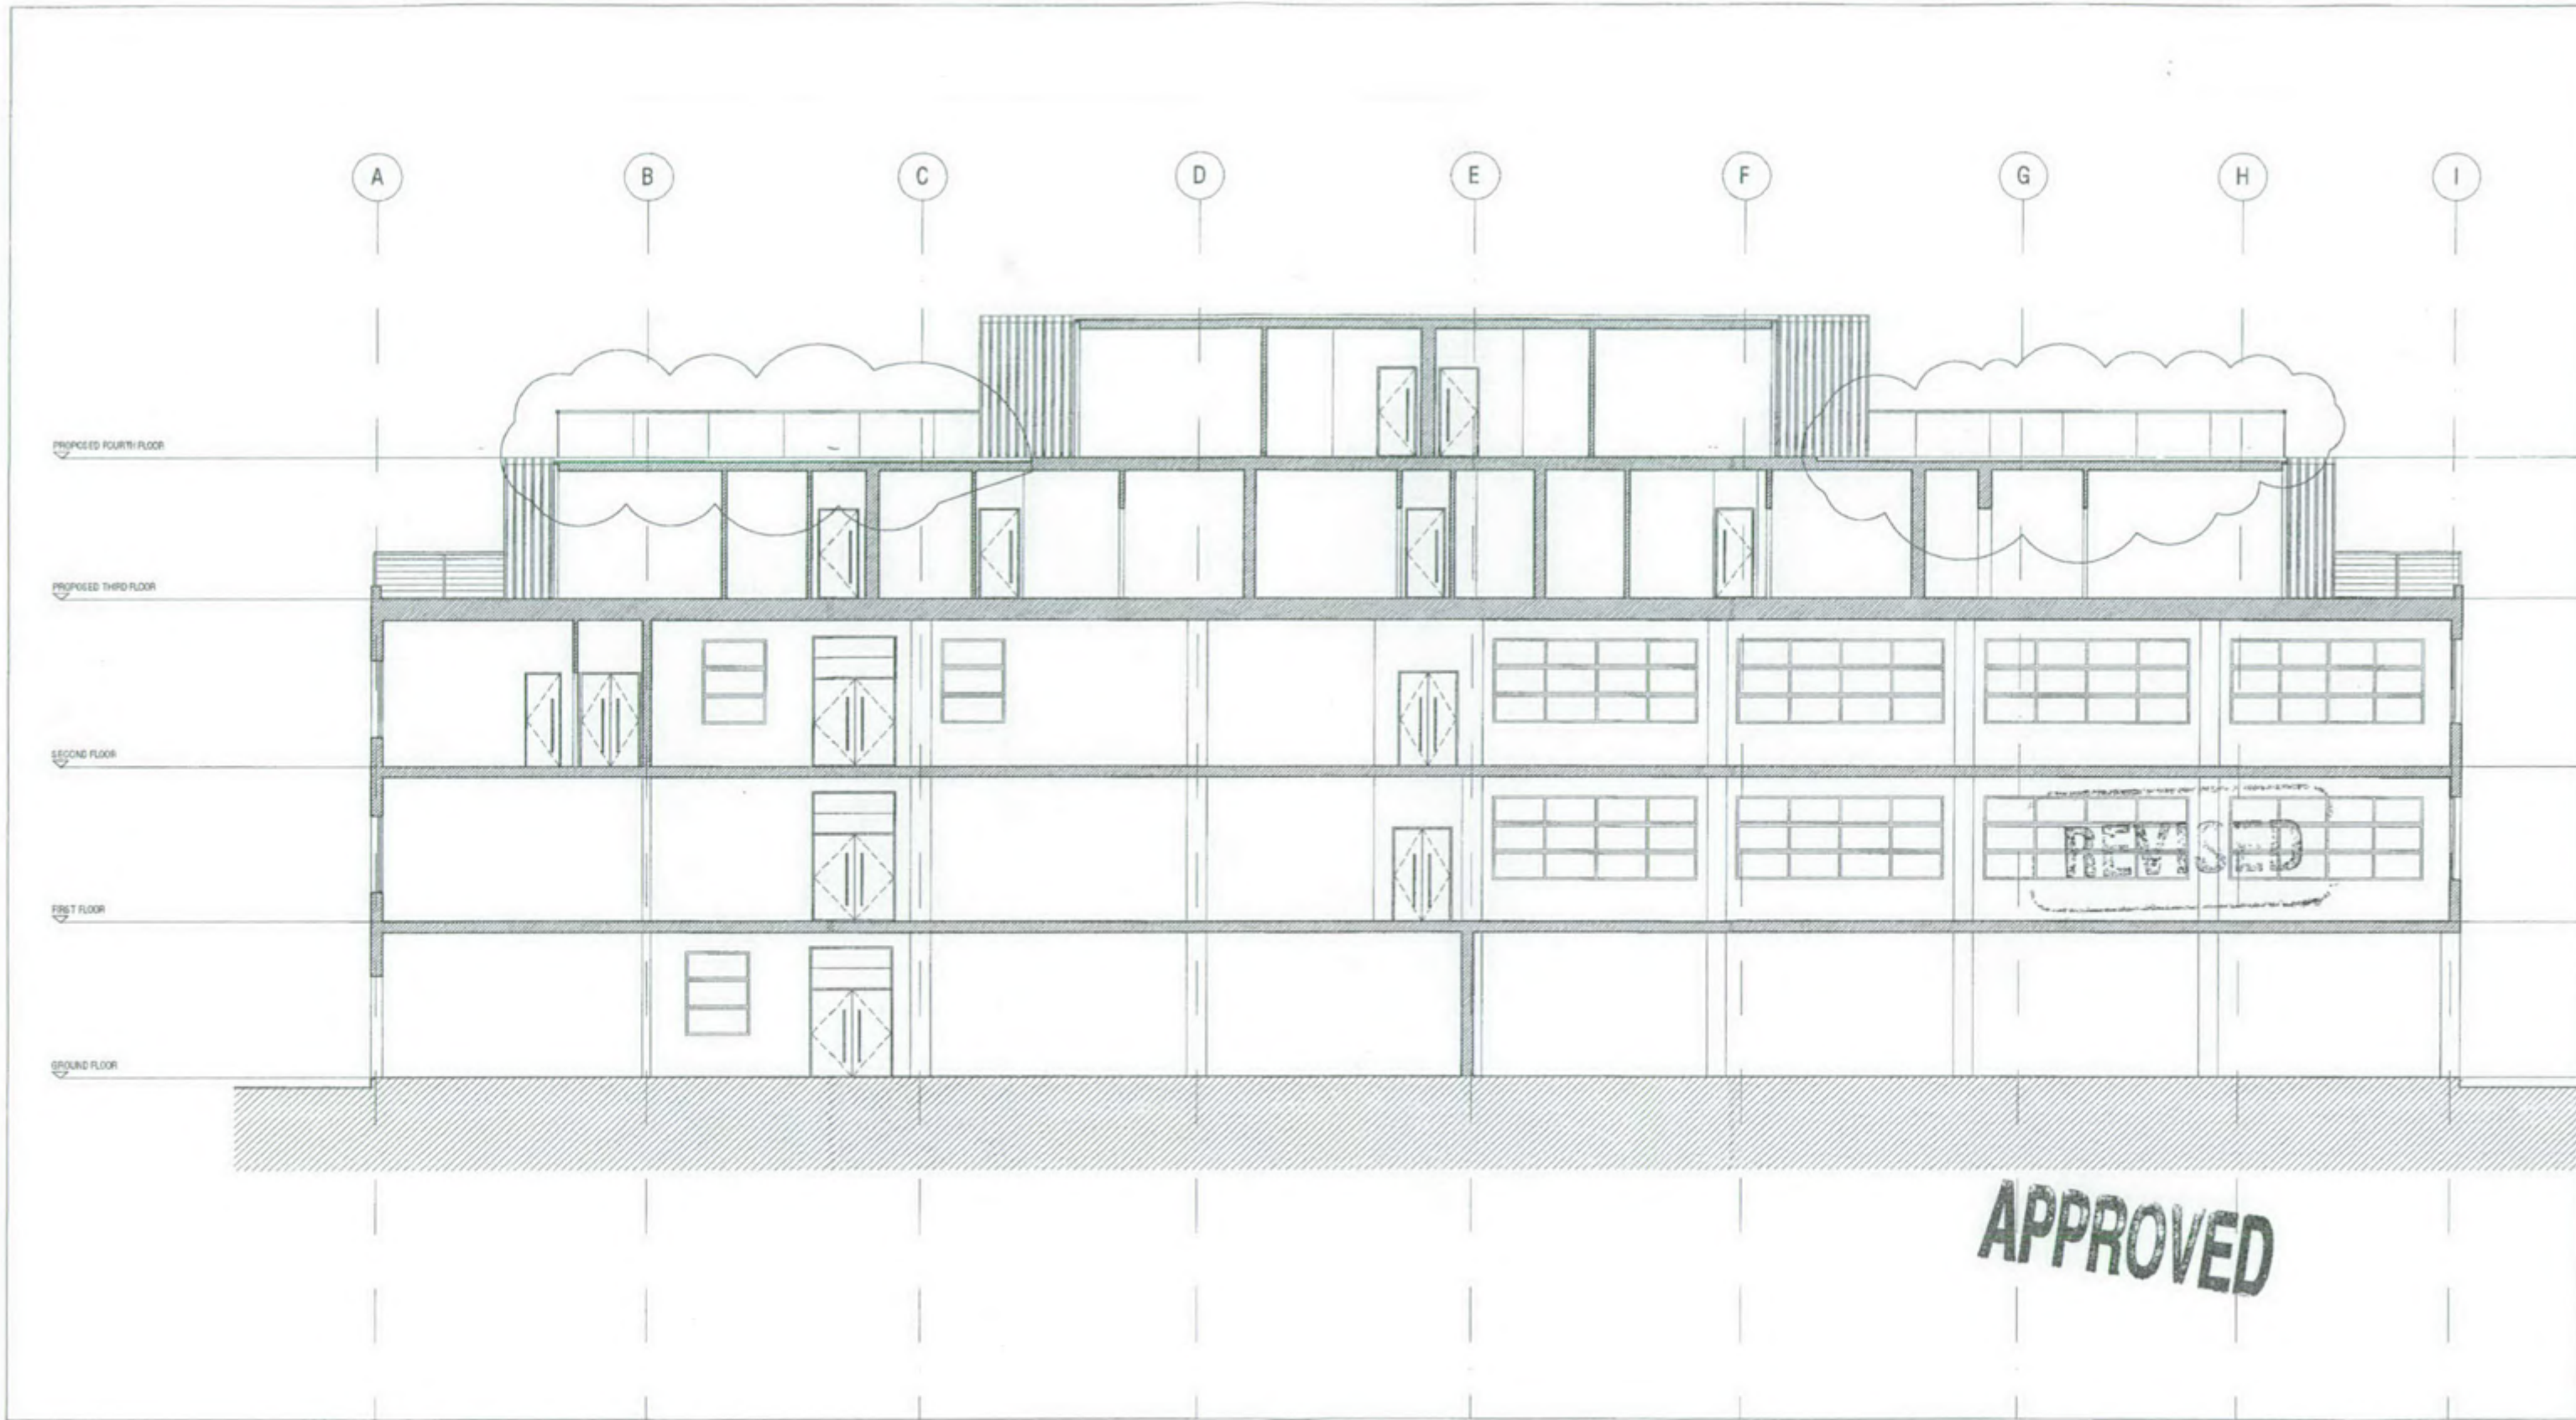 A B C D E F G H I
PROPOSED FOURTH FLOOR
PROPOSED THIRD FLOOR
SECOND FLOOR
FIRST FLOOR
REVISED
GROUND FLOOR
APPROVED